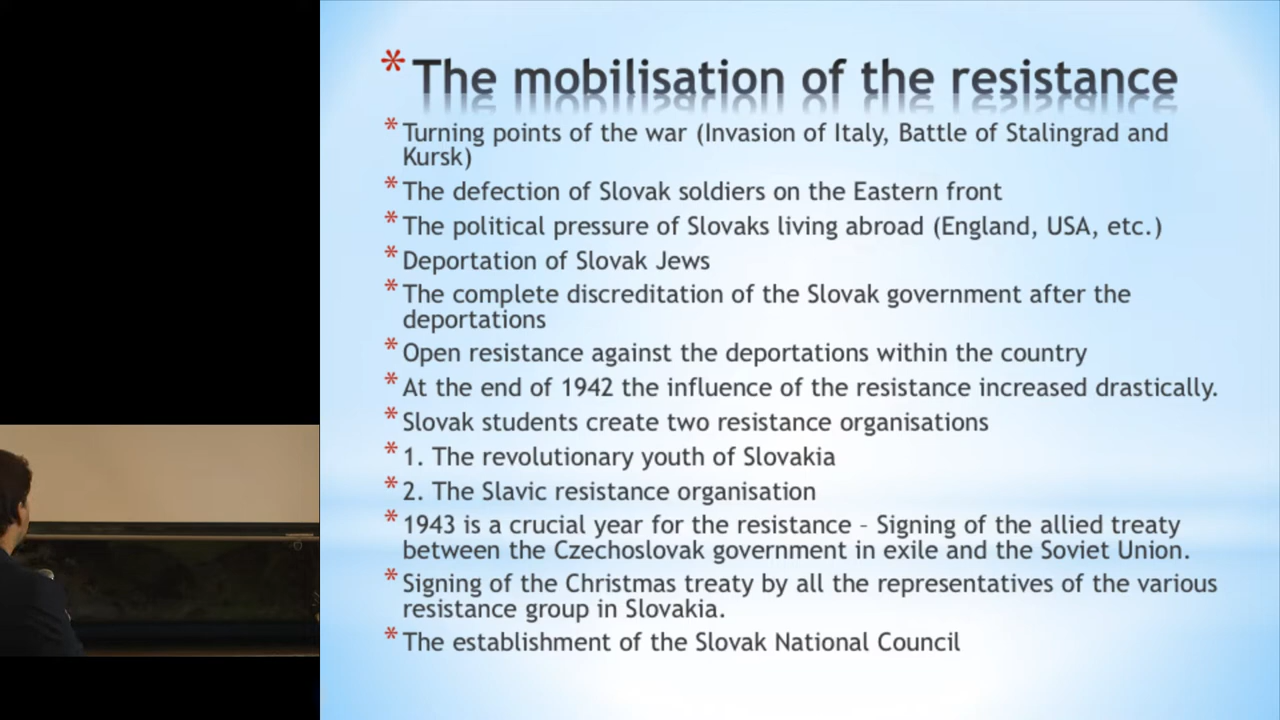 * The mobilisation of the resistance
* Turning points of the war (Invasion of Italy, Battle of Stalingrad and
Kursk)
* The defection of Slovak soldiers on the Eastern front
* The political pressure of Slovaks living abroad (England, USA, etc.)
* Deportation of Slovak Jews
* The complete discreditation of the Slovak government after the
deportations
* Open resistance against the deportations within the country
* At the end of 1942 the influence of the resistance increased drastically.
* Slovak students create two resistance organisations
* 1. The revolutionary youth of Slovakia
* 2. The Slavic resistance organisation
* 1943 is a crucial year for the resistance – Signing of the allied treaty
between the Czechoslovak government in exile and the Soviet Union.
* Signing of the Christmas treaty by all the representatives of the various
resistance group in Slovakia.
* The establishment of the Slovak National Council